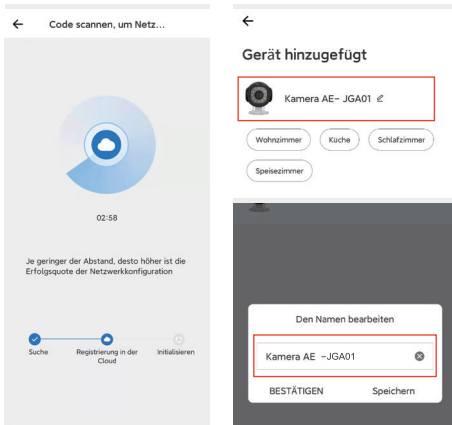 Code scannen, um Netz...
02:58
Je geringer der Abstand, desto höher ist die
Erfolgsquote der Netzwerkkonfiguration
Suche
Registrierung in der
Cloud
Initialisieren
Gerät hinzugefügt
Kamera AE- JGA01
Wohnzimmer
Küche
Schlafzimmer
Speisezimmer
Den Namen bearbeiten
Kamera AE -JGA01
BESTÄTIGEN
Speichern